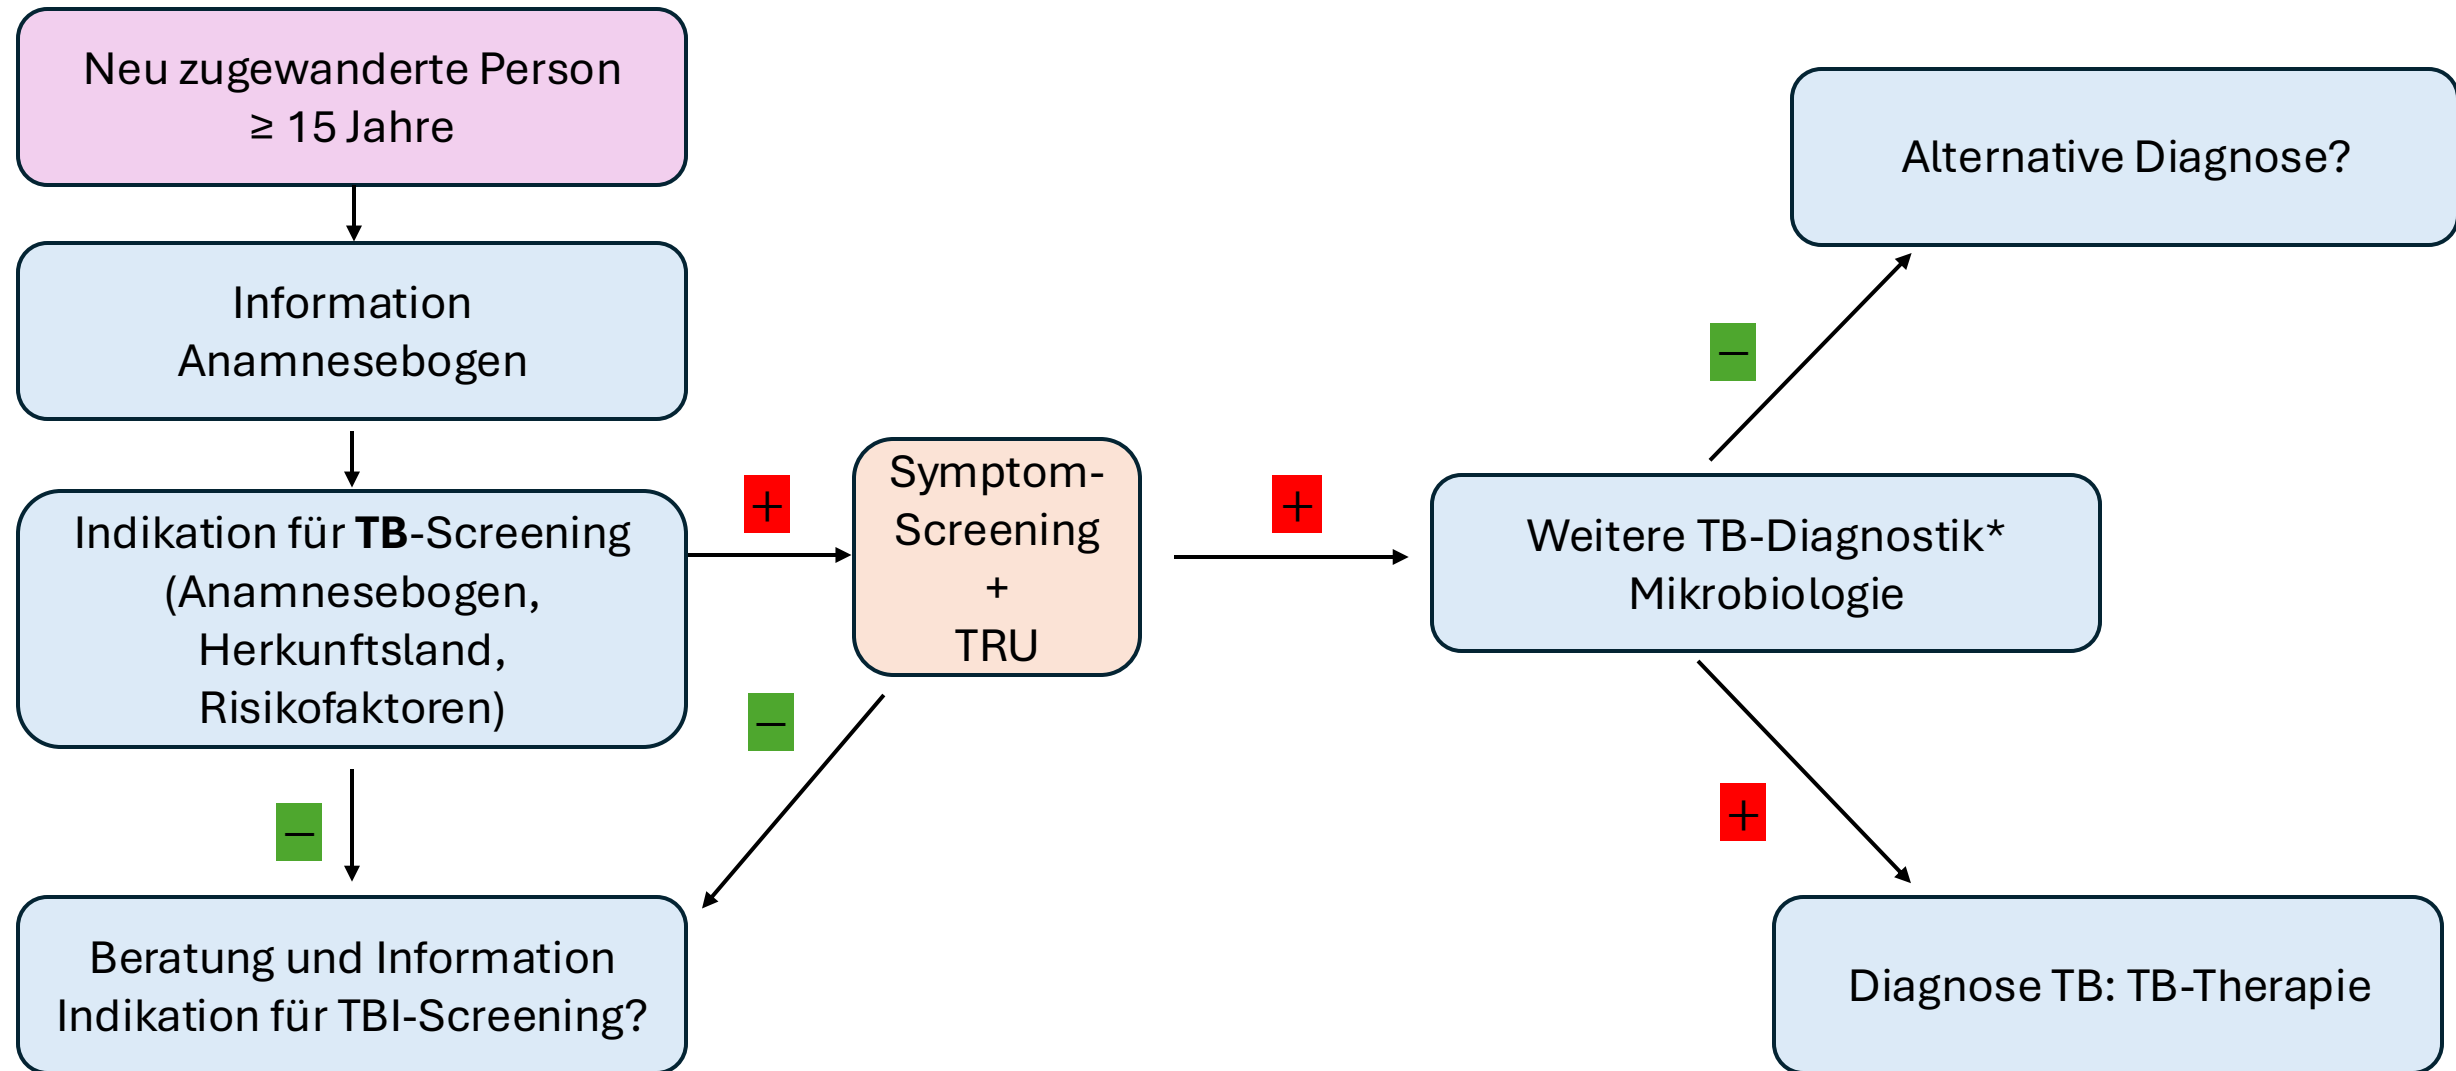 Neu zugewanderte Person
≥ 15 Jahre
Information
Anamnesebogen
Indikation für TB-Screening
(Anamnesebogen,
Herkunftsland,
Risikofaktoren)
–
Beratung und Information
Indikation für TBI-Screening?
+
–
Symptom-
Screening
+
TRU
+
Weitere TB-Diagnostik*
Mikrobiologie
–
Alternative Diagnose?
+
Diagnose TB: TB-Therapie